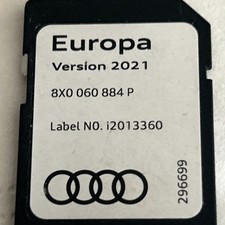 Europa
Version 2021
8X0 060 884 P
Label N0. i2013360
296699